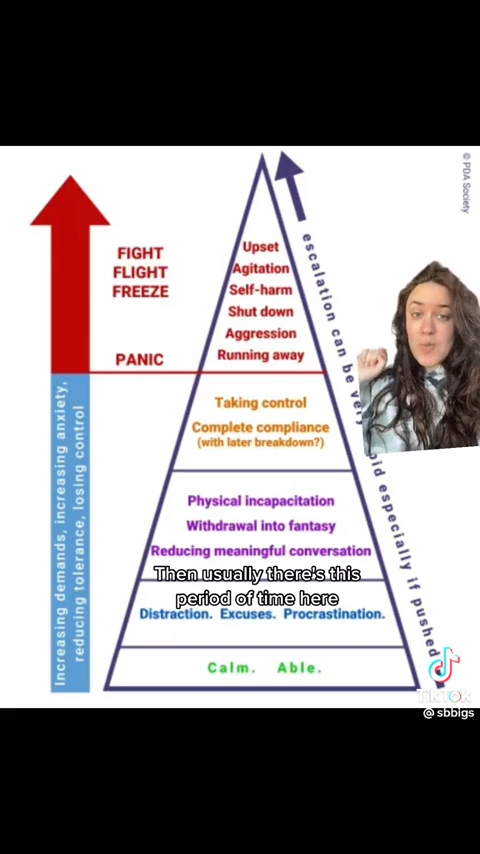 © PDA Society
FIGHT
FLIGHT
FREEZE
PANIC
Increasing demands, increasing anxiety,
reducing tolerance, losing control
Upset
Agitation
Self-harm
Shut down
Aggression
Running away
Taking control
Complete compliance
(with later breakdown?)
Physical incapacitation
Withdrawal into fantasy
Reducing meaningful conversation
Then usually there's this
period of time here
Distraction. Excuses. Procrastination.
Calm. Able.
escalation can be especially if pushed
TikTok
@ sbbigs